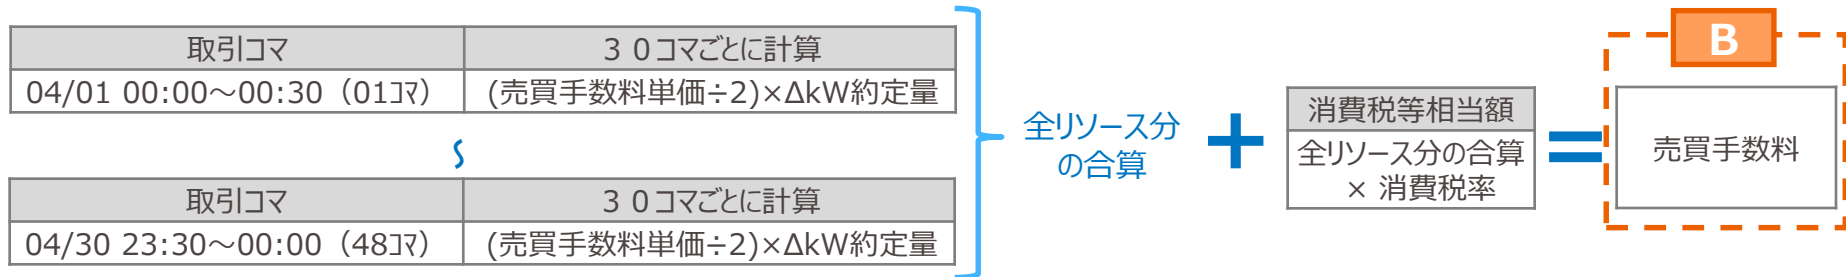 取引コマ
３０コマごとに計算
04/01 00:00～00:30（01ｺﾏ）
(売買手数料単価÷2)×ΔkW約定量
～
取引コマ
３０コマごとに計算
04/30 23:30～00:00（48ｺﾏ）
(売買手数料単価÷2)×ΔkW約定量
全リソース分
の合算
+
消費税等相当額
全リソース分の合算
× 消費税率
=
B
売買手数料